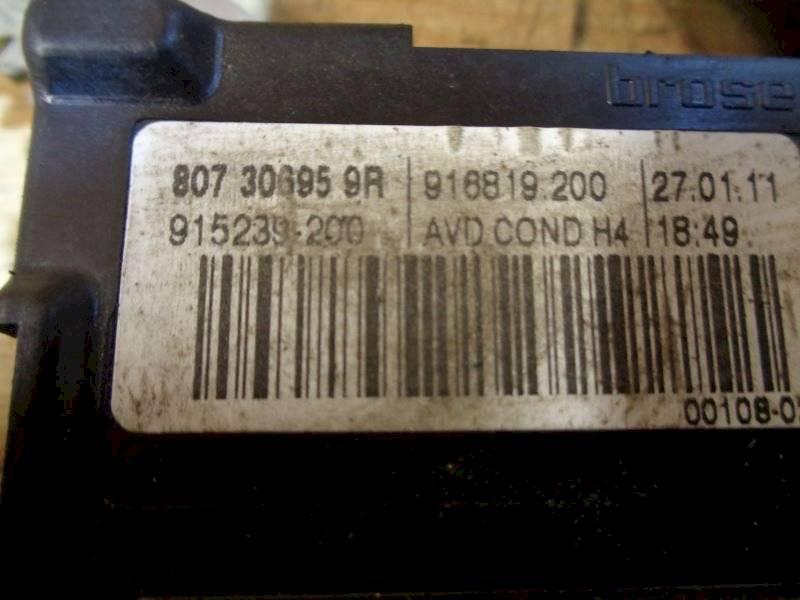 brose
807 30695 9R 916819.200 27.01.11
915239-200 AVD COND H4 18:49
00108-0